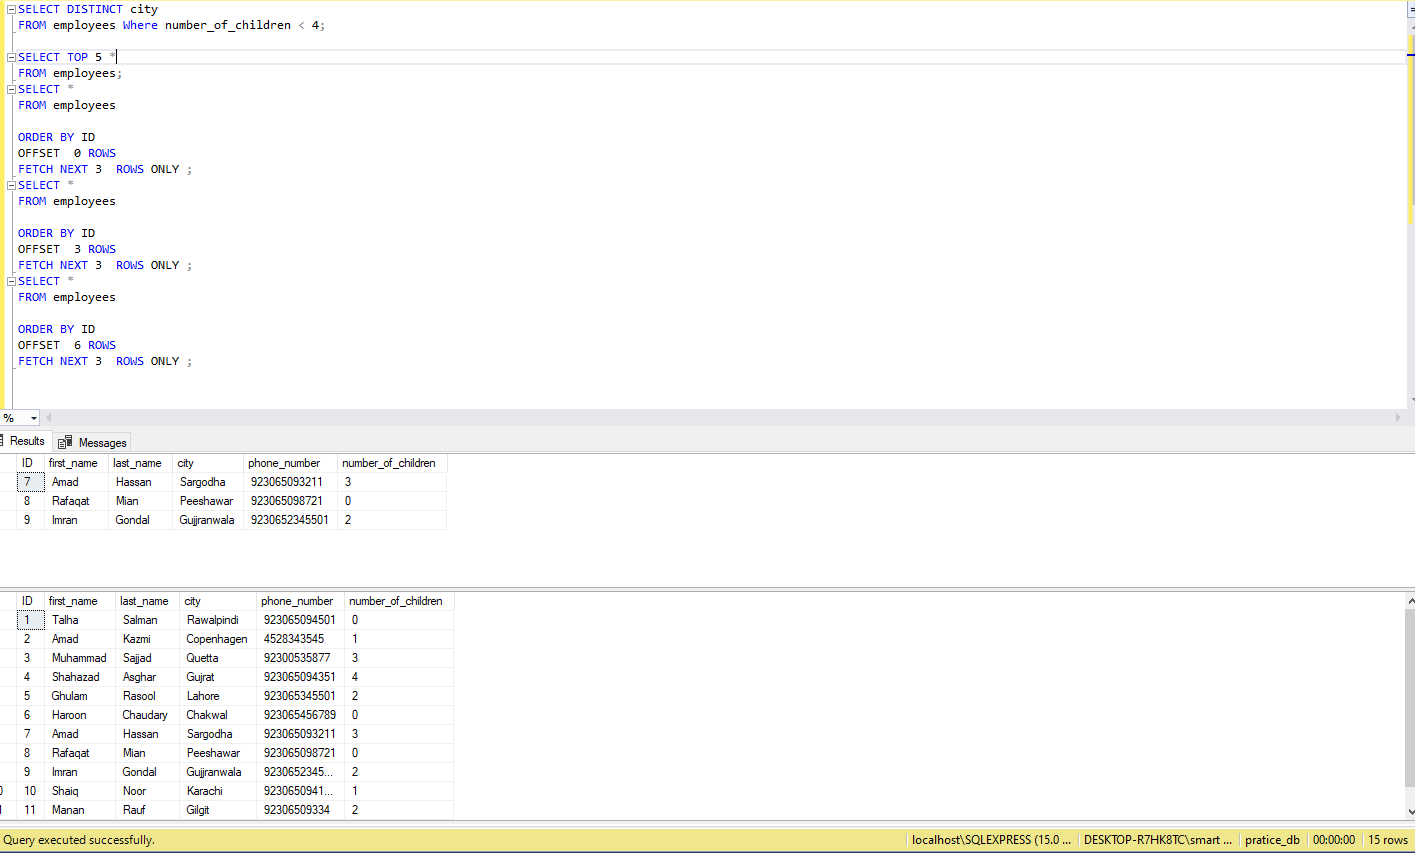 SELECT DISTINCT city
FROM employees Where number_of_children < 4;
SELECT TOP 5 *
FROM employees;
SELECT *
FROM employees
ORDER BY ID
OFFSET  0 ROWS
FETCH NEXT 3  ROWS ONLY ;
SELECT *
FROM employees
ORDER BY ID
OFFSET  3 ROWS
FETCH NEXT 3  ROWS ONLY ;
SELECT *
FROM employees
ORDER BY ID
OFFSET  6 ROWS
FETCH NEXT 3  ROWS ONLY ;
%
Results Messages
ID first_name last_name city phone_number number_of_children
7 Amad Hassan Sargodha 923065093211 3
8 Rafaqat Mian Peeshawar 923065098721 0
9 Imran Gondal Gujjranwala 9230652345501 2
ID first_name last_name city phone_number number_of_children
1 Talha Salman Rawalpindi 923065094501 0
2 Amad Kazmi Copenhagen 4528343545 1
3 Muhammad Sajjad Quetta 92300535877 3
4 Shahazad Asghar Gujrat 923065094351 4
5 Ghulam Rasool Lahore 923065345501 2
6 Haroon Chaudary Chakwal 923065456789 0
7 Amad Hassan Sargodha 923065093211 3
8 Rafaqat Mian Peeshawar 923065098721 0
9 Imran Gondal Gujjranwala 9230652345... 2
0 10 Shaiq Noor Karachi 9230650941... 1
1 11 Manan Rauf Gilgit 92306509334 2
Query executed successfully. localhost\SQLEXPRESS (15.0 ... DESKTOP-R7HK8TC\smart ... pratice_db 00:00:00 15 rows